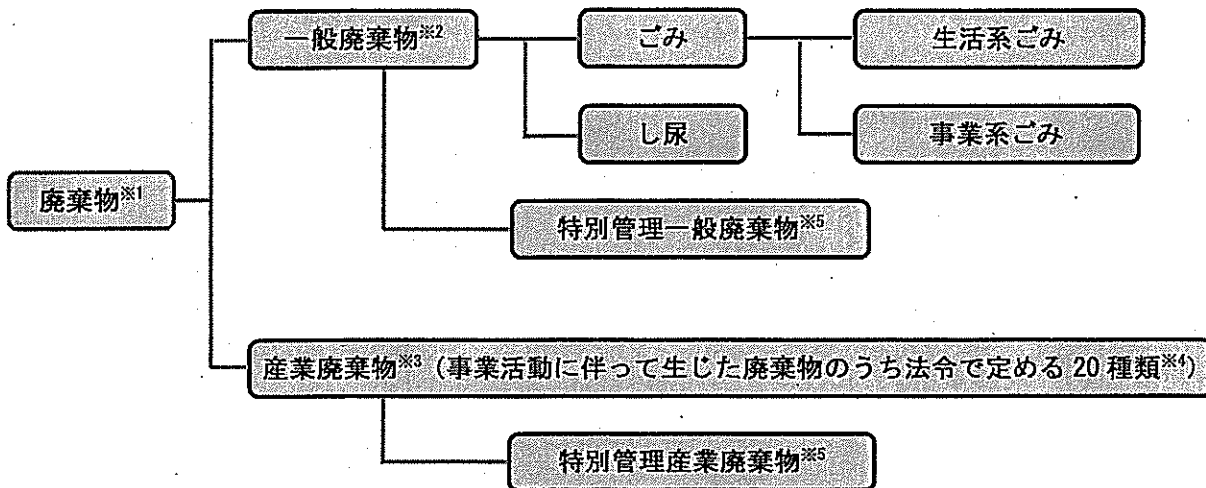 一般廃棄物※2
ごみ
生活系ごみ
し尿
事業系ごみ
廃棄物※1
特別管理一般廃棄物※5
産業廃棄物※3（事業活動に伴って生じた廃棄物のうち法令で定める 20 種類※4）
特別管理産業廃棄物※5